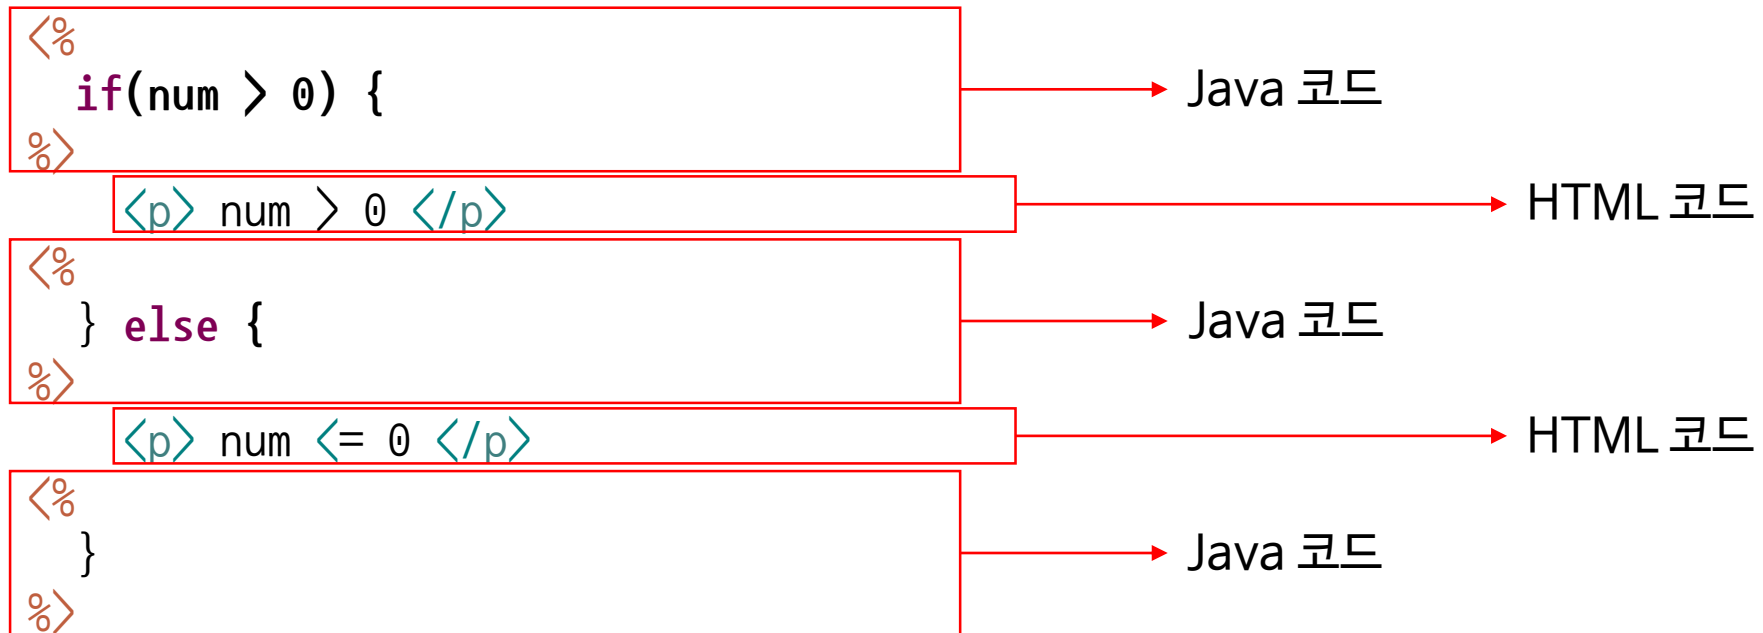 <%
if(num > 0) {
%>
Java 코드
<p> num > 0 </p>
HTML 코드
<%
} else {
%>
Java 코드
<p> num <= 0 </p>
HTML 코드
<%
}
%>
Java 코드